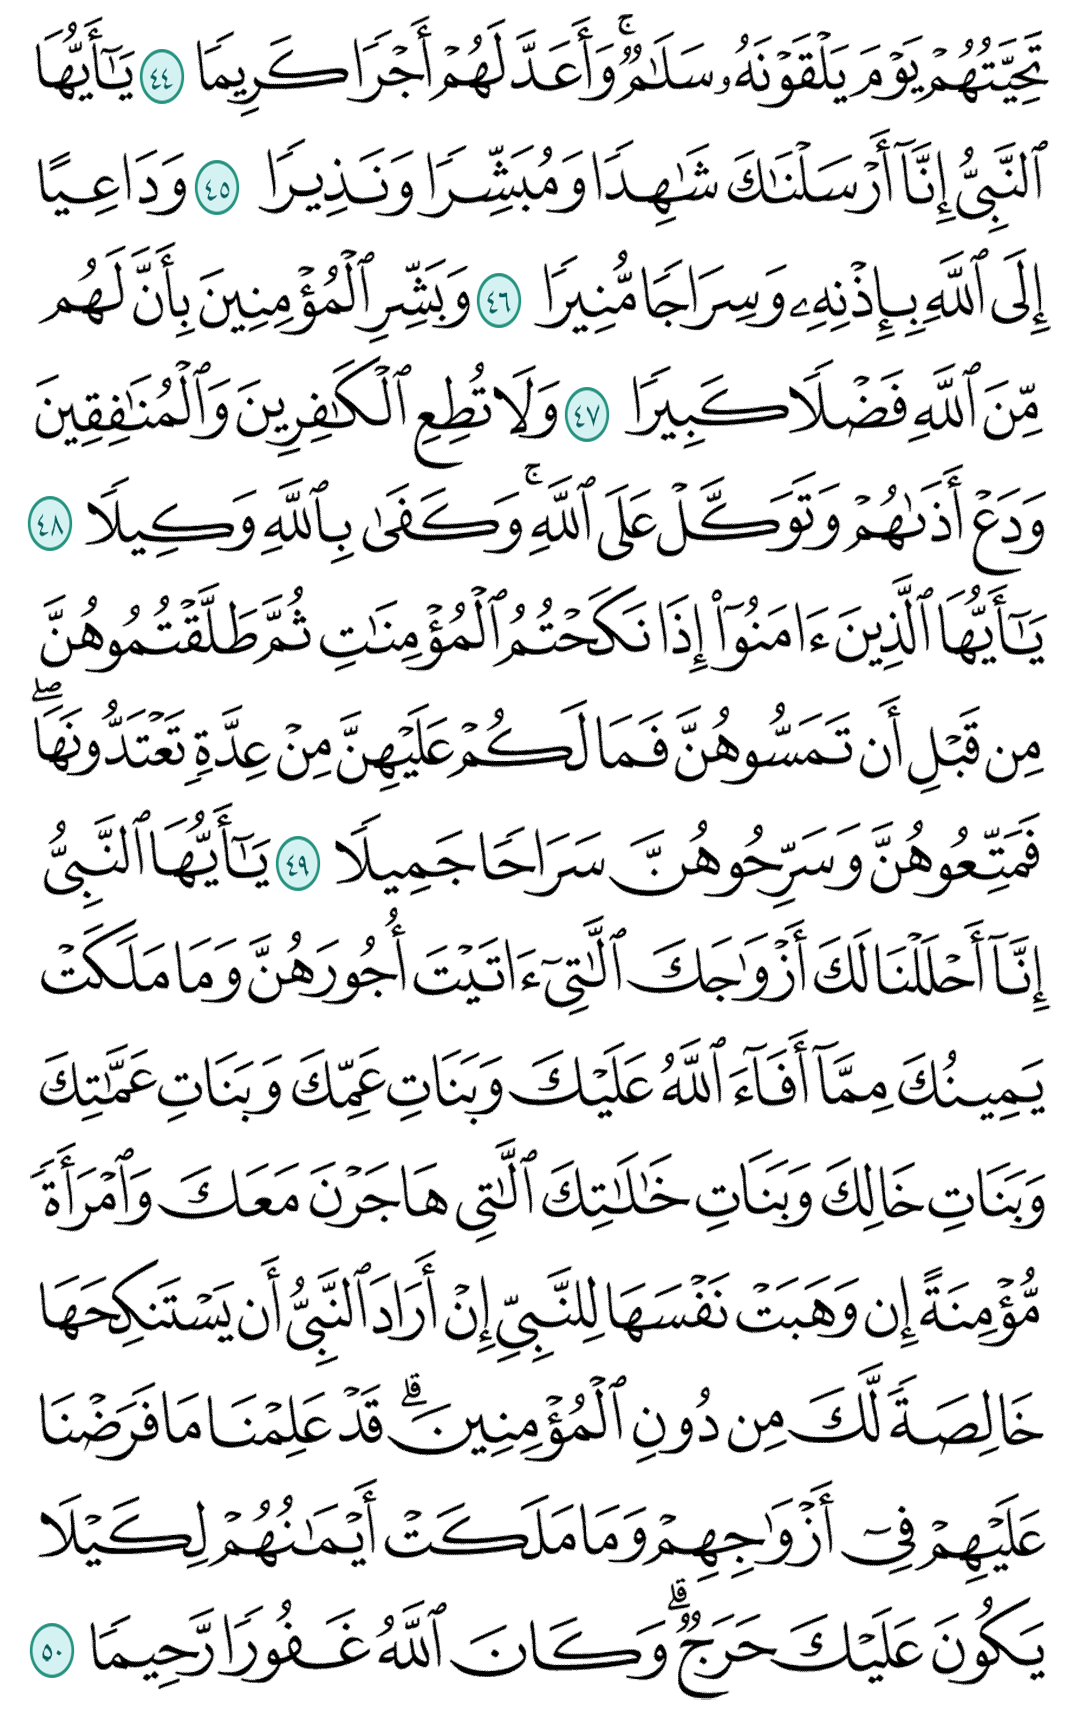 تَحِيَّتُهُمْ يَوْمَ يَلْقَوْنَهُۥ سَلَـٰمٌۚ وَأَعَدَّ لَهُمْ أَجْرًا كَرِيمًا ٤٤ يَـٰٓأَيُّهَا
ٱلنَّبِىُّ إِنَّآ أَرْسَلْنَـٰكَ شَـٰهِدًا وَمُبَشِّرًا وَنَذِيرًا ٤٥ وَدَاعِيًا
إِلَى ٱللَّهِ بِإِذْنِهِۦ وَسِرَاجًا مُّنِيرًا ٤٦ وَبَشِّرِ ٱلْمُؤْمِنِينَ بِأَنَّ لَهُم
مِّنَ ٱللَّهِ فَضْلًا كَبِيرًا ٤٧ وَلَا تُطِعِ ٱلْكَـٰفِرِينَ وَٱلْمُنَـٰفِقِينَ
وَدَعْ أَذَىٰهُمْ وَتَوَكَّلْ عَلَى ٱللَّهِۚ وَكَفَىٰ بِٱللَّهِ وَكِيلًا ٤٨
يَـٰٓأَيُّهَا ٱلَّذِينَ ءَامَنُوٓا۟ إِذَا نَكَحْتُمُ ٱلْمُؤْمِنَـٰتِ ثُمَّ طَلَّقْتُمُوهُنَّ
مِن قَبْلِ أَن تَمَسُّوهُنَّ فَمَا لَكُمْ عَلَيْهِنَّ مِنْ عِدَّةٍ تَعْتَدُّونَهَاۖ
فَمَتِّعُوهُنَّ وَسَرِّحُوهُنَّ سَرَاحًا جَمِيلًا ٤٩ يَـٰٓأَيُّهَا ٱلنَّبِىُّ
إِنَّآ أَحْلَلْنَا لَكَ أَزْوَٰجَكَ ٱلَّـٰتِىٓ ءَاتَيْتَ أُجُورَهُنَّ وَمَا مَلَكَتْ
يَمِينُكَ مِمَّآ أَفَآءَ ٱللَّهُ عَلَيْكَ وَبَنَاتِ عَمِّكَ وَبَنَاتِ عَمَّـٰتِكَ
وَبَنَاتِ خَالِكَ وَبَنَاتِ خَـٰلَـٰتِكَ ٱلَّـٰتِى هَاجَرْنَ مَعَكَ وَٱمْرَأَةً
مُّؤْمِنَةً إِن وَهَبَتْ نَفْسَهَا لِلنَّبِىِّ إِنْ أَرَادَ ٱلنَّبِىُّ أَن يَسْتَنكِحَهَا
خَالِصَةً لَّكَ مِن دُونِ ٱلْمُؤْمِنِينَۗ قَدْ عَلِمْنَا مَا فَرَضْنَا
عَلَيْهِمْ فِىٓ أَزْوَٰجِهِمْ وَمَا مَلَكَتْ أَيْمَـٰنُهُمْ لِكَيْلَا
يَكُونَ عَلَيْكَ حَرَجٌۗ وَكَانَ ٱللَّهُ غَفُورًا رَّحِيمًا ٥٠